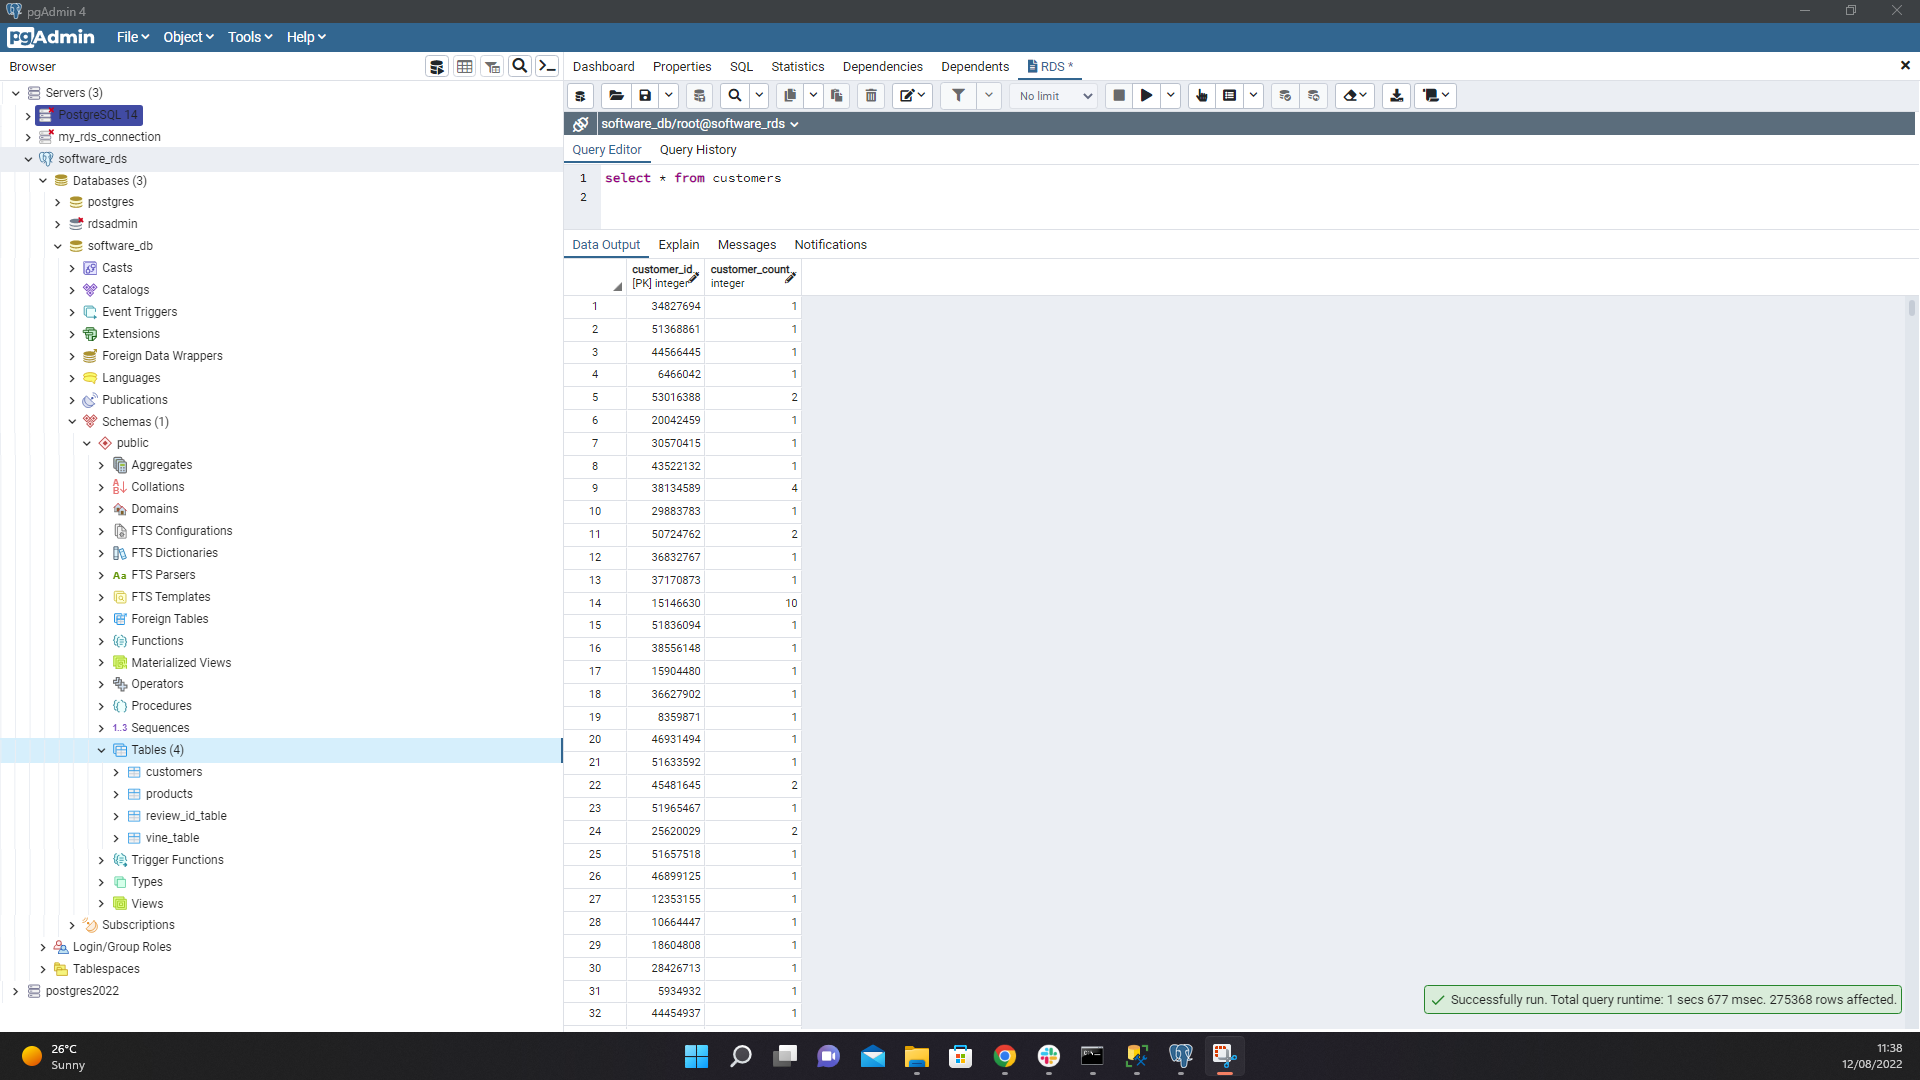 pgAdmin 4
pgAdmin
File Object Tools Help
Browser
Servers (3)
PostgreSQL 14
my_rds_connection
software_rds
Databases (3)
postgres
rdsadmin
software_db
Casts
Catalogs
Event Triggers
Extensions
Foreign Data Wrappers
Languages
Publications
Schemas (1)
public
Aggregates
Collations
Domains
FTS Configurations
FTS Dictionaries
Aa FTS Parsers
FTS Templates
Foreign Tables
Functions
Materialized Views
Operators
Procedures
1..3 Sequences
Tables (4)
customers
products
review_id_table
vine_table
Trigger Functions
Types
Views
Subscriptions
Login/Group Roles
Tablespaces
postgres2022
Dashboard Properties SQL Statistics Dependencies Dependents RDS *
No limit
software_db/root@software_rds
Query Editor Query History
1 select * from customers
2
Data Output Explain Messages Notifications
customer_id customer_count
[PK] integer integer
1 34827694 1
2 51368861 1
3 44566445 1
4 6466042 1
5 53016388 2
6 20042459 1
7 30570415 1
8 43522132 1
9 38134589 4
10 29883783 1
11 50724762 2
12 36832767 1
13 37170873 1
14 15146630 10
15 51836094 1
16 38556148 1
17 15904480 1
18 36627902 1
19 8359871 1
20 46931494 1
21 51633592 1
22 45481645 2
23 51965467 1
24 25620029 2
25 51657518 1
26 46899125 1
27 12353155 1
28 10664447 1
29 18604808 1
30 28426713 1
31 5934932 1
32 44454937 1
Successfully run. Total query runtime: 1 secs 677 msec. 275368 rows affected.
26°C
Sunny
11:38
12/08/2022